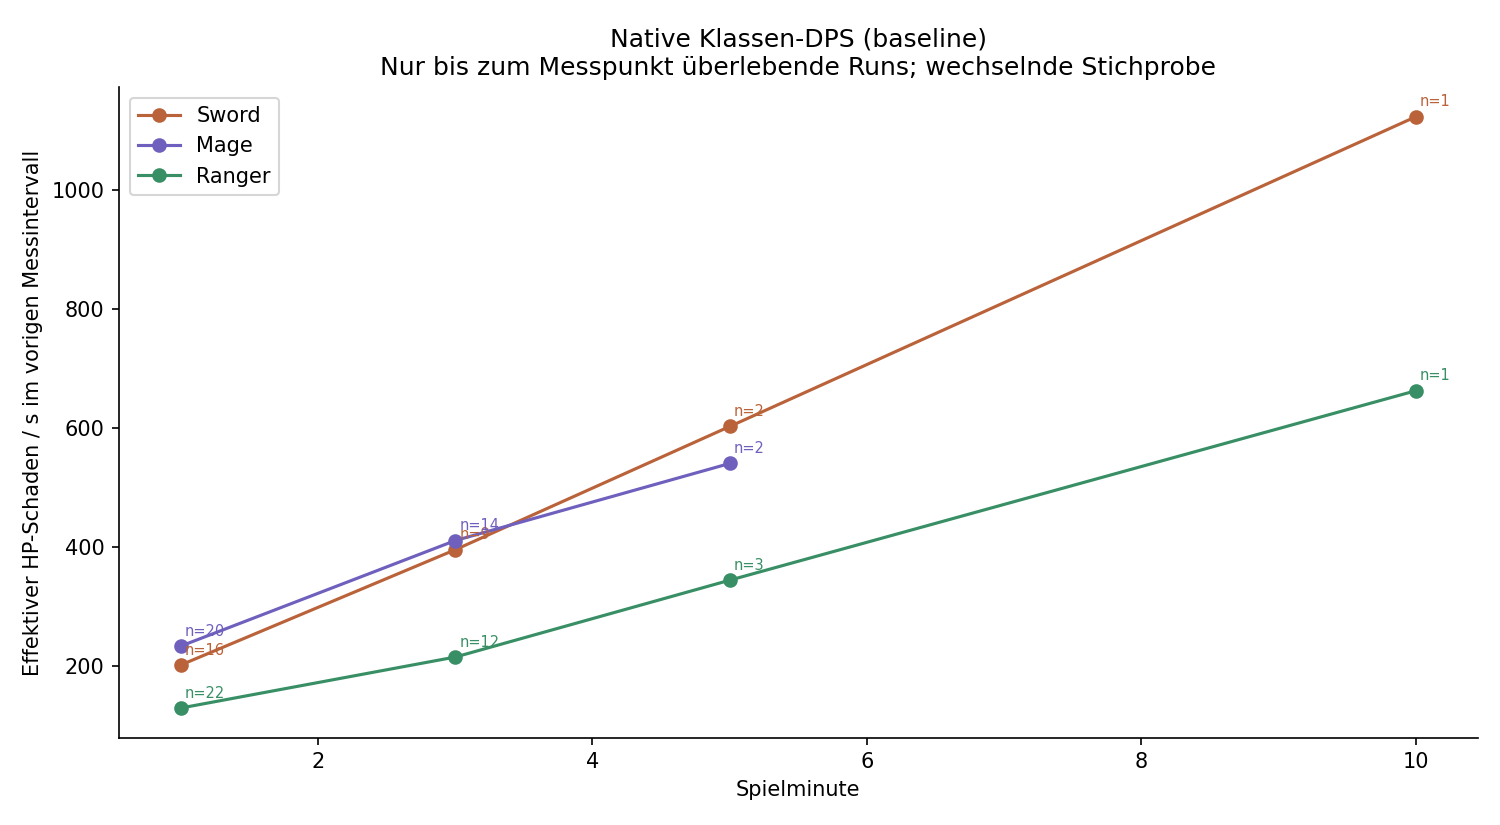 Native Klassen-DPS (baseline)
Nur bis zum Messpunkt überlebende Runs; wechselnde Stichprobe
Sword
Mage
Ranger
Effektiver HP-Schaden / s im vorigen Messintervall
1000
800
600
400
200
n=1
n=1
n=2
n=2
n=3
n=14
n=12
n=20
n=16
n=22
2
4
6
8
10
Spielminute